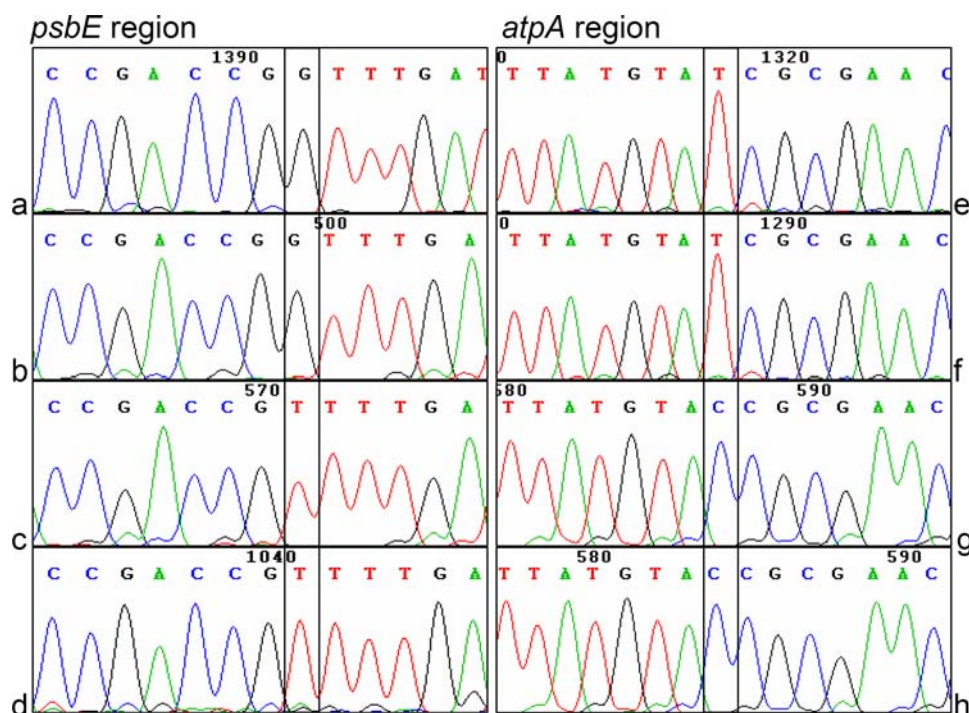 psbE region
atpA region
1390
C C G A C C G G T T T G A T
a
0 1320
T T A T G T A T C G C G A A C
e
500
C C G A C C G G T T T G A
b
0 1290
T T A T G T A T C G C G A A C
f
570
C C G A C C G T T T T G A
c
580 590
T T A T G T A C C G C G A A C
g
1040
C C G A C C G T T T T G A
d
580 590
T T A T G T A C C G C G A A C
h